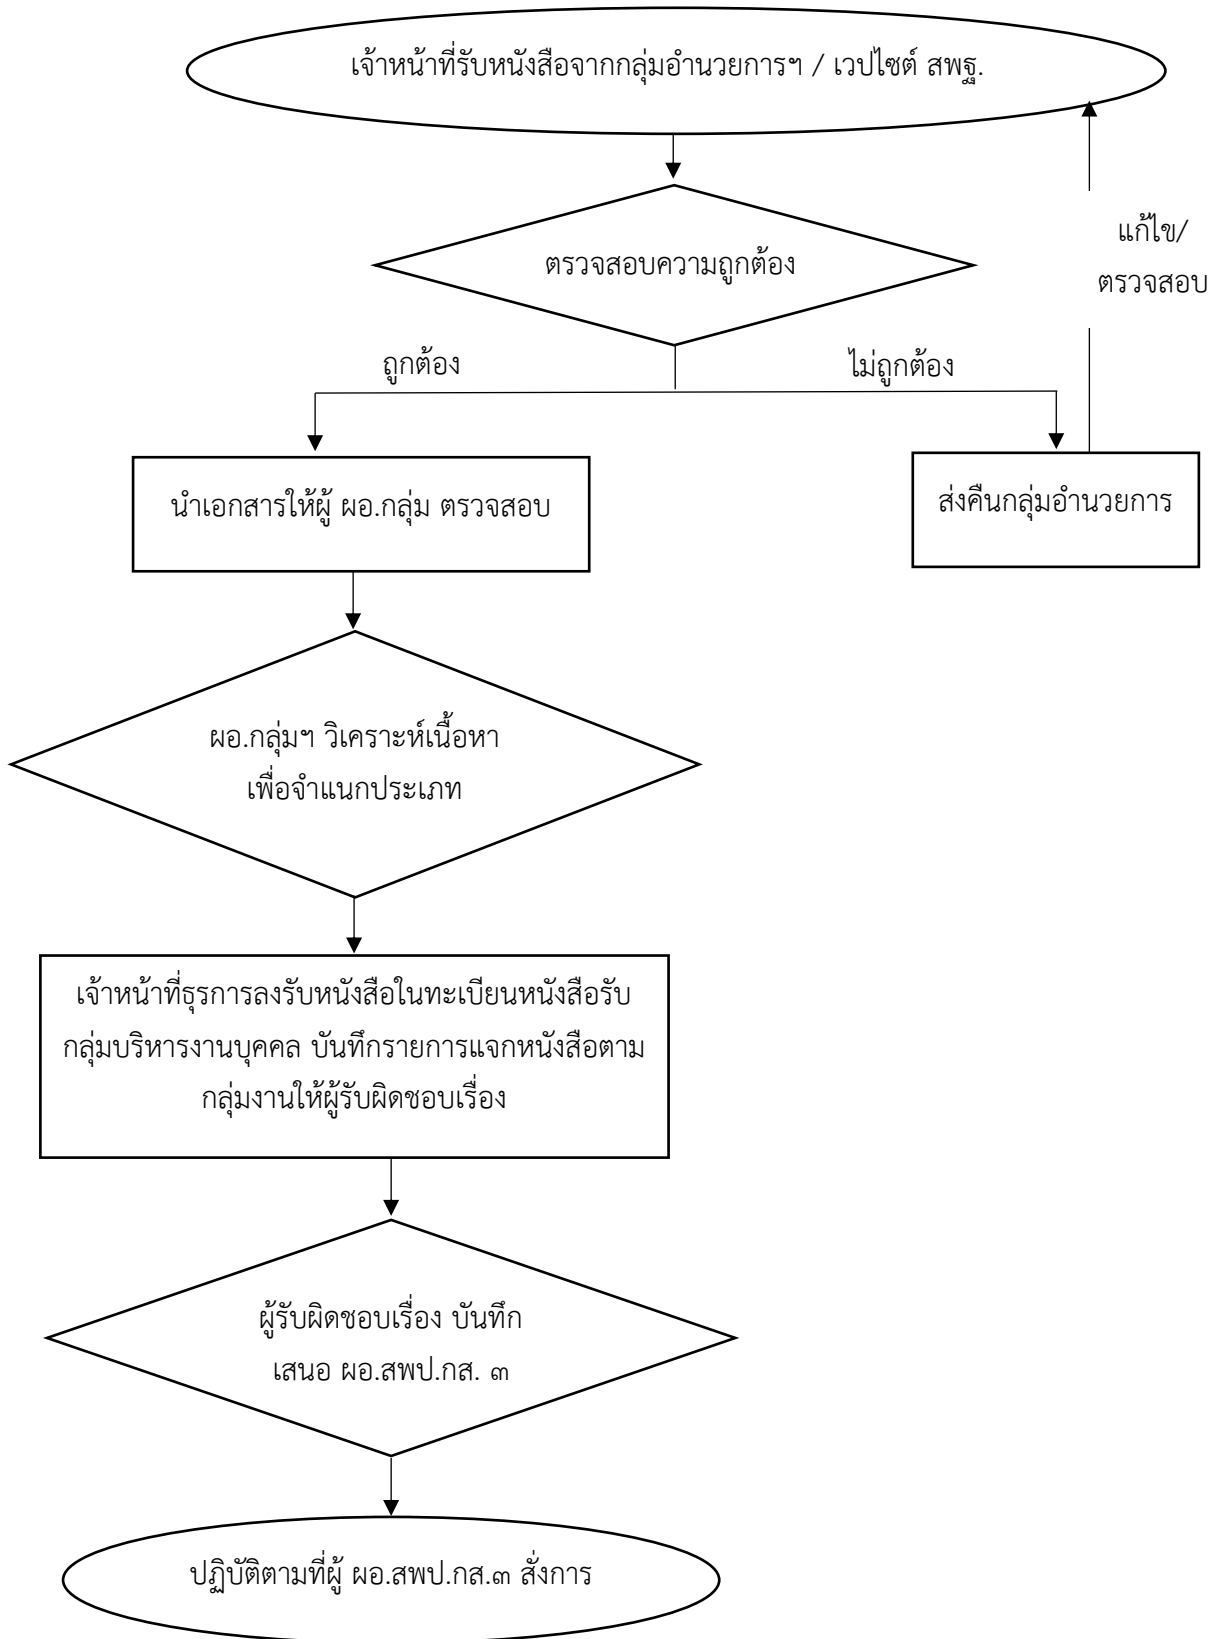 เจ้าหน้าที่รับหนังสือจากกลุ่มอำนวยการฯ / เวปไซต์ สพฐ.
แก้ไข/
ตรวจสอบ
ตรวจสอบความถูกต้อง
ถูกต้อง
ไม่ถูกต้อง
นำเอกสารให้ผู้ ผอ.กลุ่ม ตรวจสอบ
ส่งคืนกลุ่มอำนวยการ
ผอ.กลุ่มฯ วิเคราะห์เนื้อหา
เพื่อจำแนกประเภท
เจ้าหน้าที่ธุรการลงรับหนังสือในทะเบียนหนังสือรับ
กลุ่มบริหารงานบุคคล บันทึกรายการแจกหนังสือตาม
กลุ่มงานให้ผู้รับผิดชอบเรื่อง
ผู้รับผิดชอบเรื่อง บันทึก
เสนอ ผอ.สพป.กส. ๓
ปฏิบัติตามที่ผู้ ผอ.สพป.กส.๓ สั่งการ